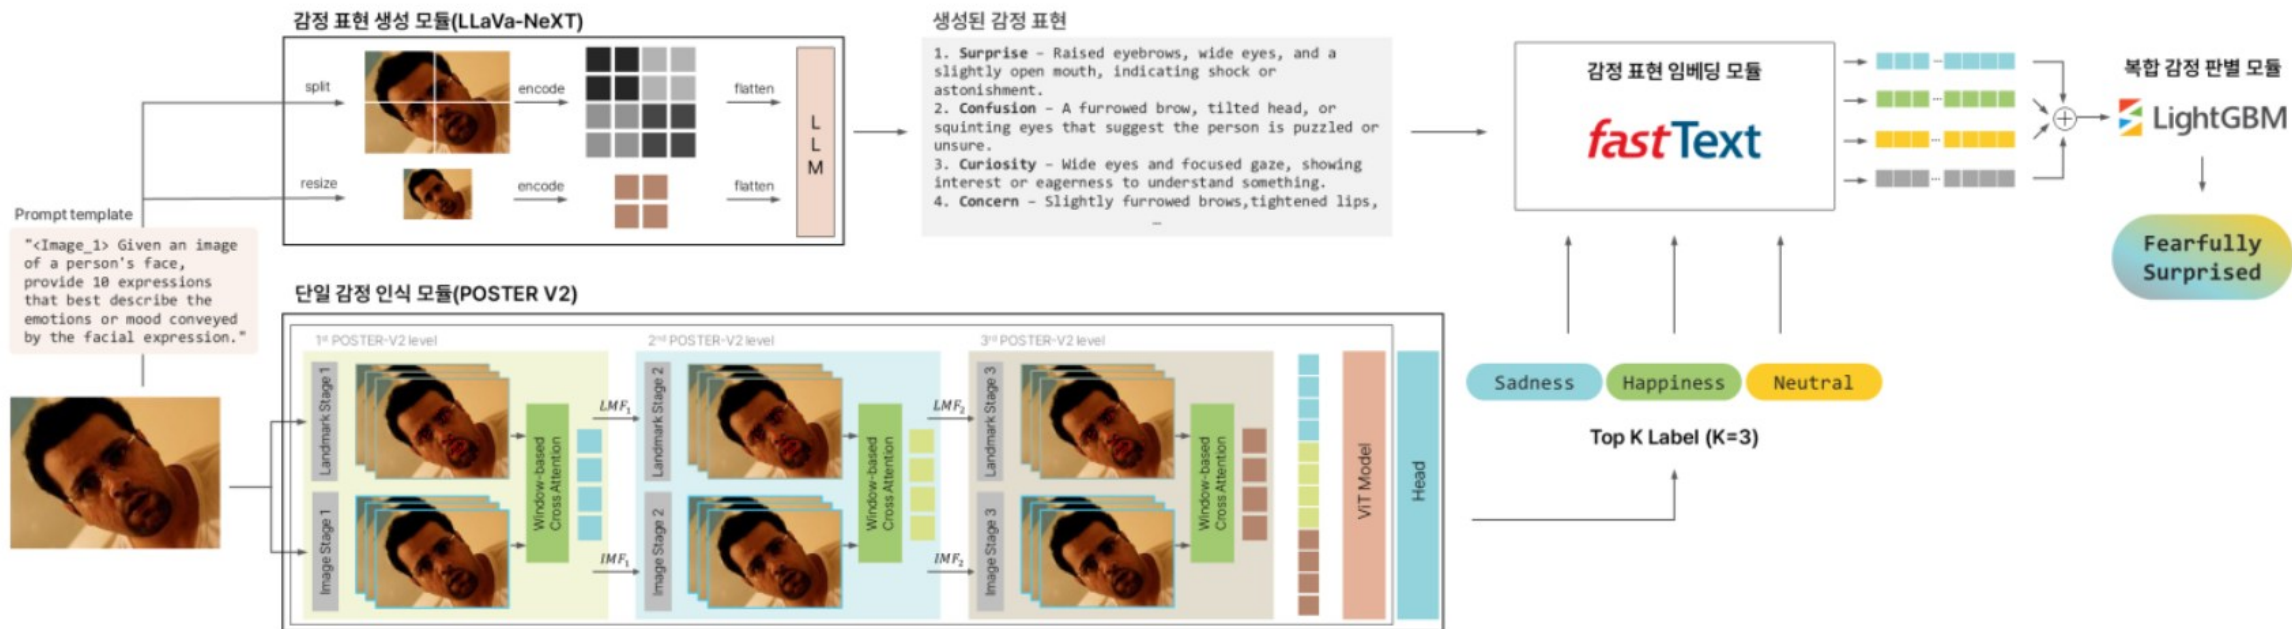 감정 표현 생성 모듈(LLaVa-NeXT)
split
encode
flatten
resize
encode
flatten
L
L
M
생성된 감정 표현
1. Surprise – Raised eyebrows, wide eyes, and a
slightly open mouth, indicating shock or
astonishment.
2. Confusion – A furrowed brow, tilted head, or
squinting eyes that suggest the person is puzzled or
unsure.
3. Curiosity – Wide eyes and focused gaze, showing
interest or eagerness to understand something.
4. Concern – Slightly furrowed brows,tightened lips,
…
감정 표현 임베딩 모듈
fastText
복합 감정 판별 모듈
LightGBM
Fearfully
Surprised
Prompt template
"<Image_1> Given an image
of a person's face,
provide 10 expressions
that best describe the
emotions or mood conveyed
by the facial expression."
단일 감정 인식 모듈(POSTER V2)
1st POSTER-V2 level
Landmark Stage 1
Image Stage 1
Window-based
Cross Attention
LMF1
IMF1
2nd POSTER-V2 level
Landmark Stage 2
Image Stage 2
Window-based
Cross Attention
LMF2
IMF2
3rd POSTER-V2 level
Landmark Stage 3
Image Stage 3
Window-based
Cross Attention
ViT Model
Head
Sadness
Happiness
Neutral
Top K Label (K=3)